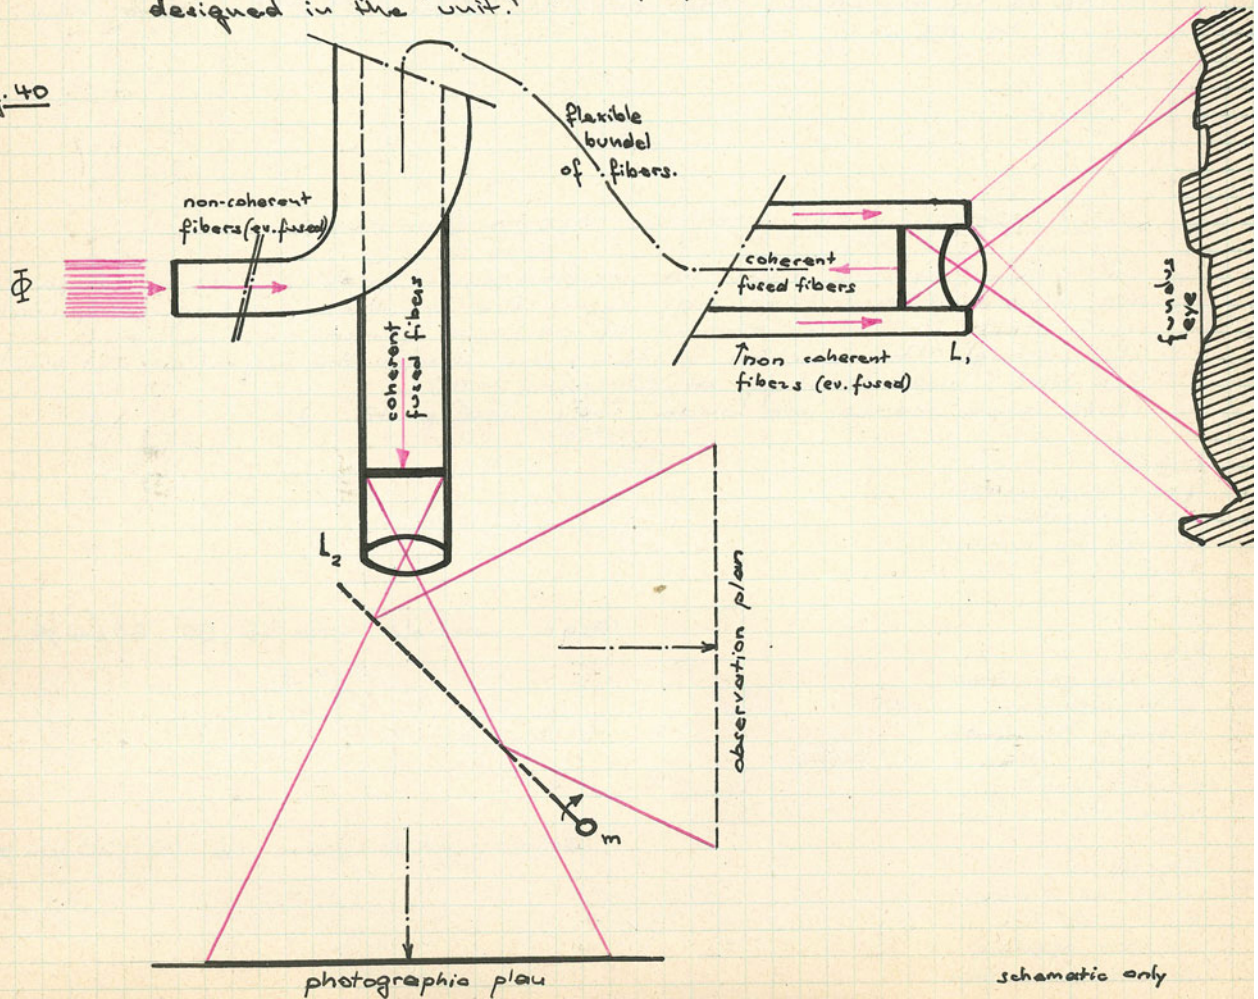 designed in the unit.
. 40
flexible
bundel
of fibers.
non-coherent
fibers (ev. fused)
Φ
coherent
fused fibers
coherent
fused fibers
↑non coherent
fibers (ev. fused)
L₁
fundus
eye
L₂
observation plan
m
photographic plan
schematic only